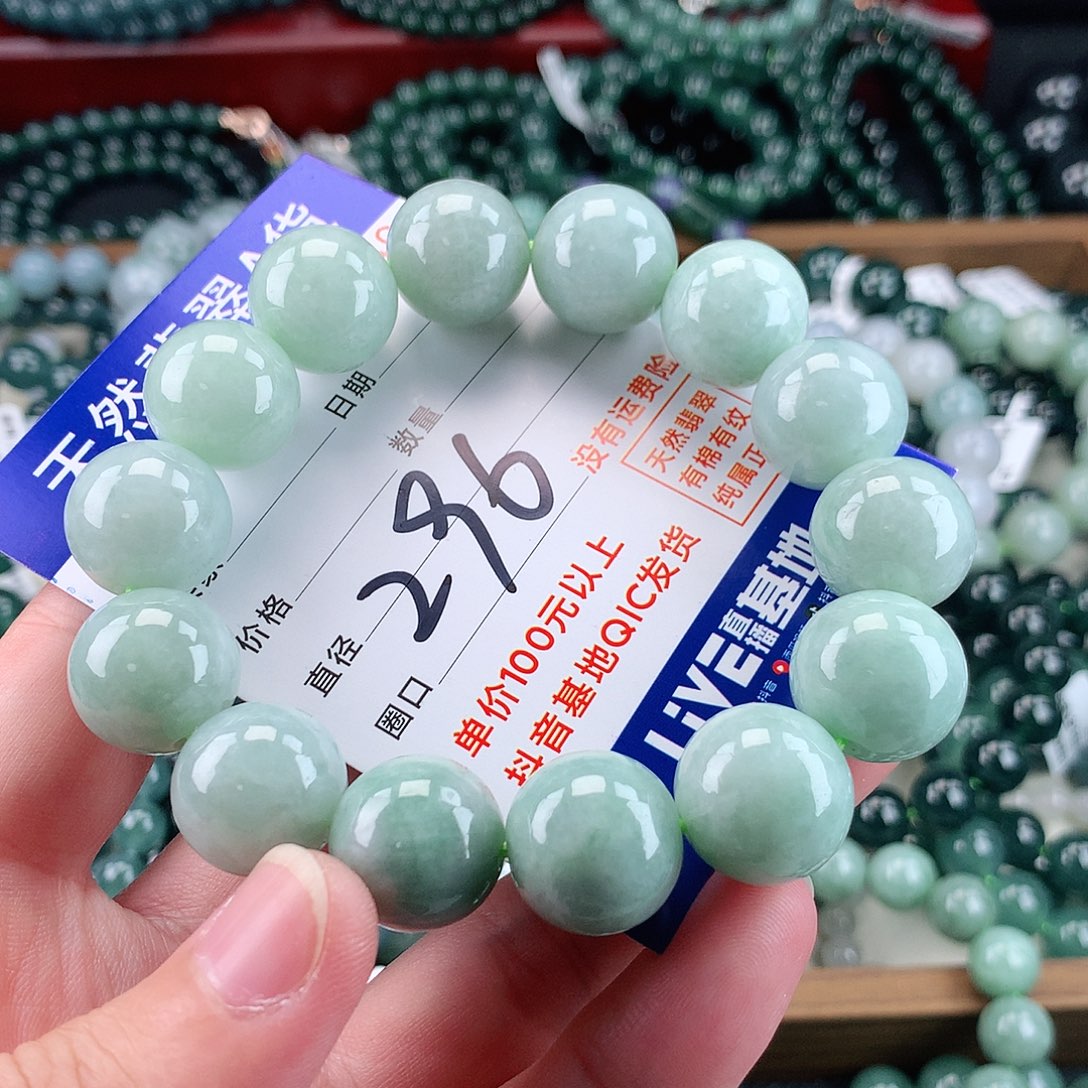 天然翡翠A货
日期
数量
价格
直径
圈口
286
没有运费险
天然翡翠
有棉有纹
纯属正
单价100元以上
抖音基地QIC发货
LiVE直播基地
抖音